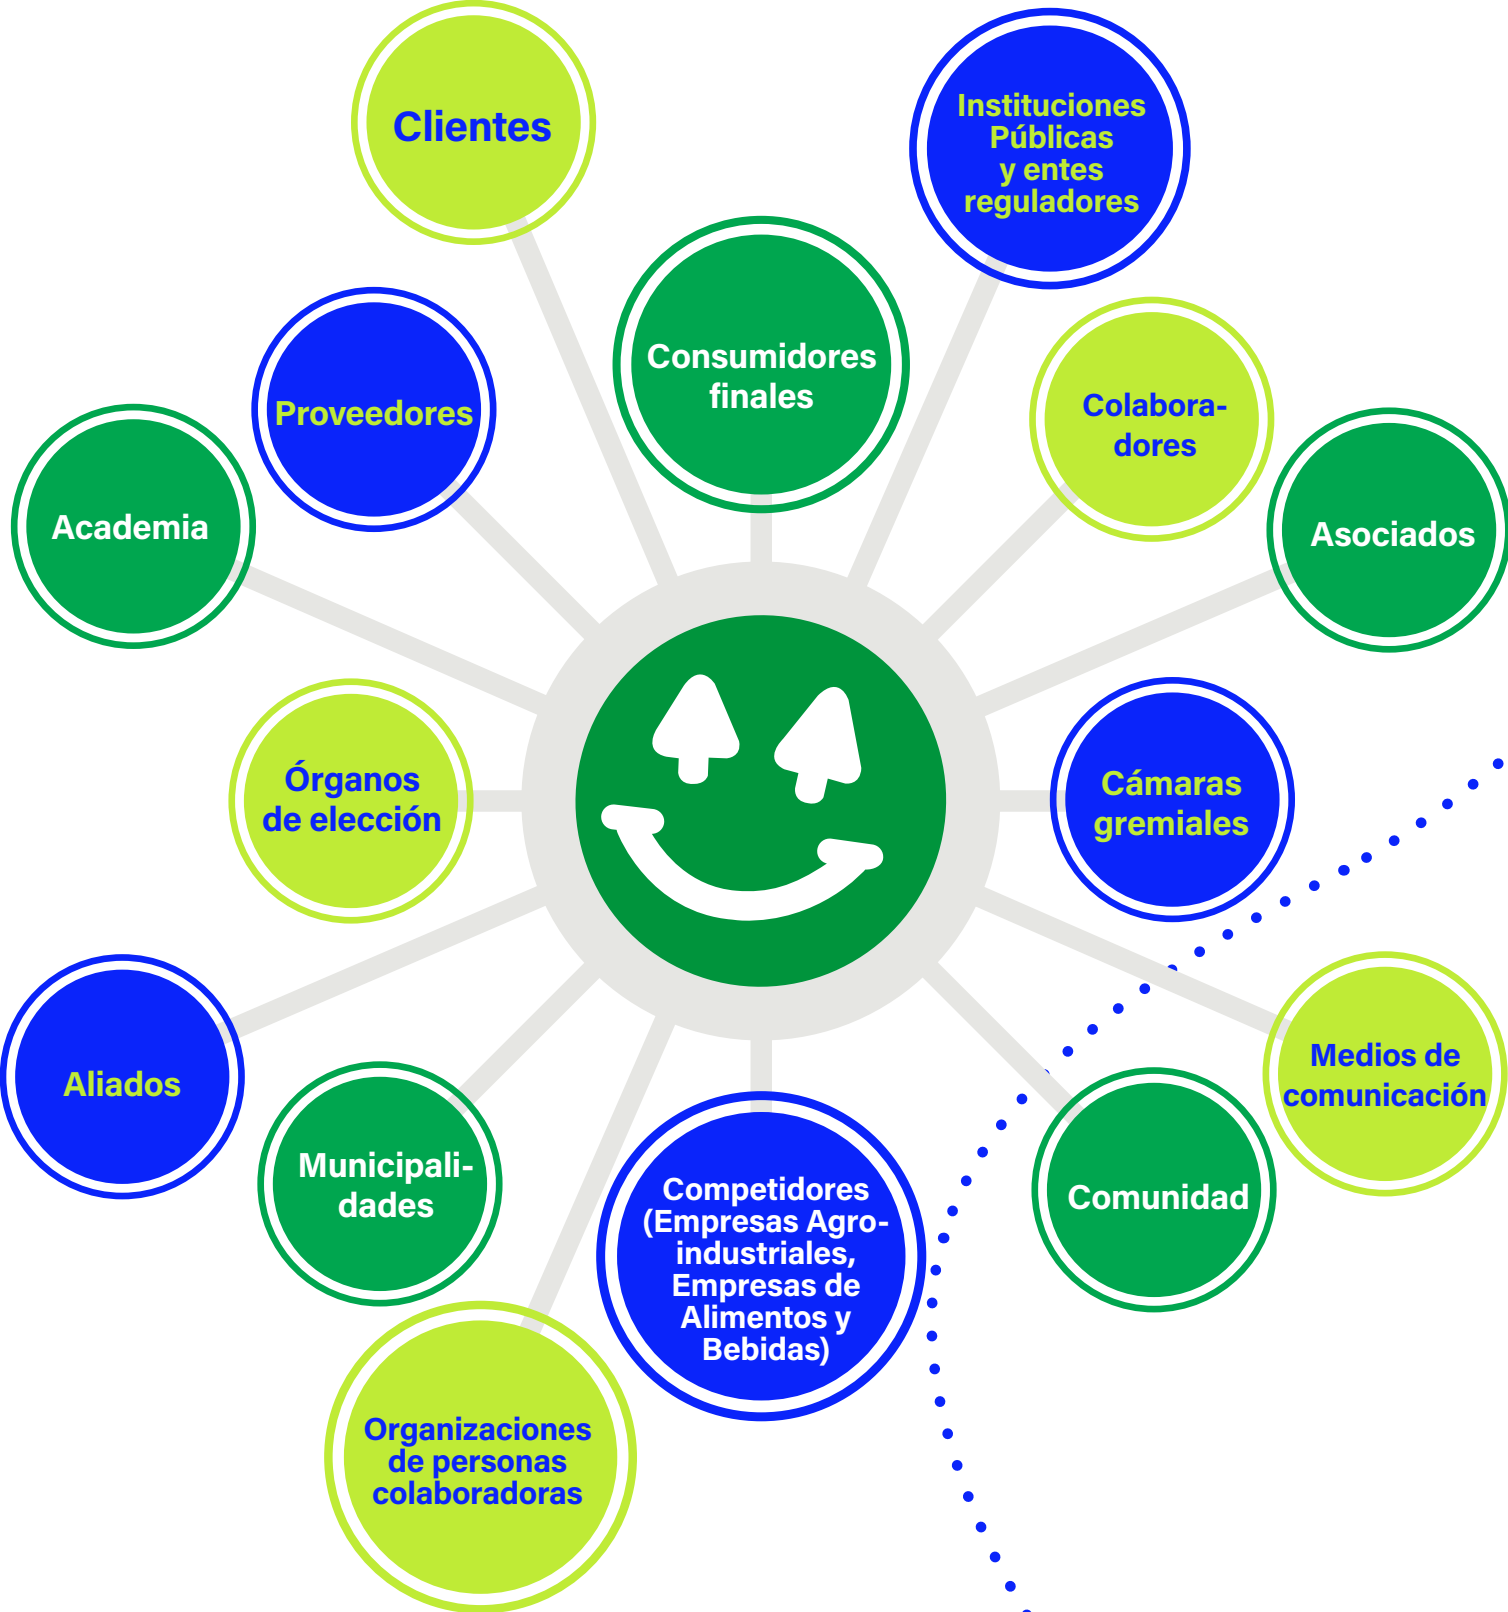 Clientes
Instituciones
Públicas
y entes
reguladores
Consumidores
finales
Proveedores
Colabora-
dores
Academia
Asociados
Órganos
de elección
Cámaras
gremiales
Aliados
Medios de
comunicación
Municipali-
dades
Competidores
(Empresas Agro-
industriales,
Empresas de
Alimentos y
Bebidas)
Comunidad
Organizaciones
de personas
colaboradoras